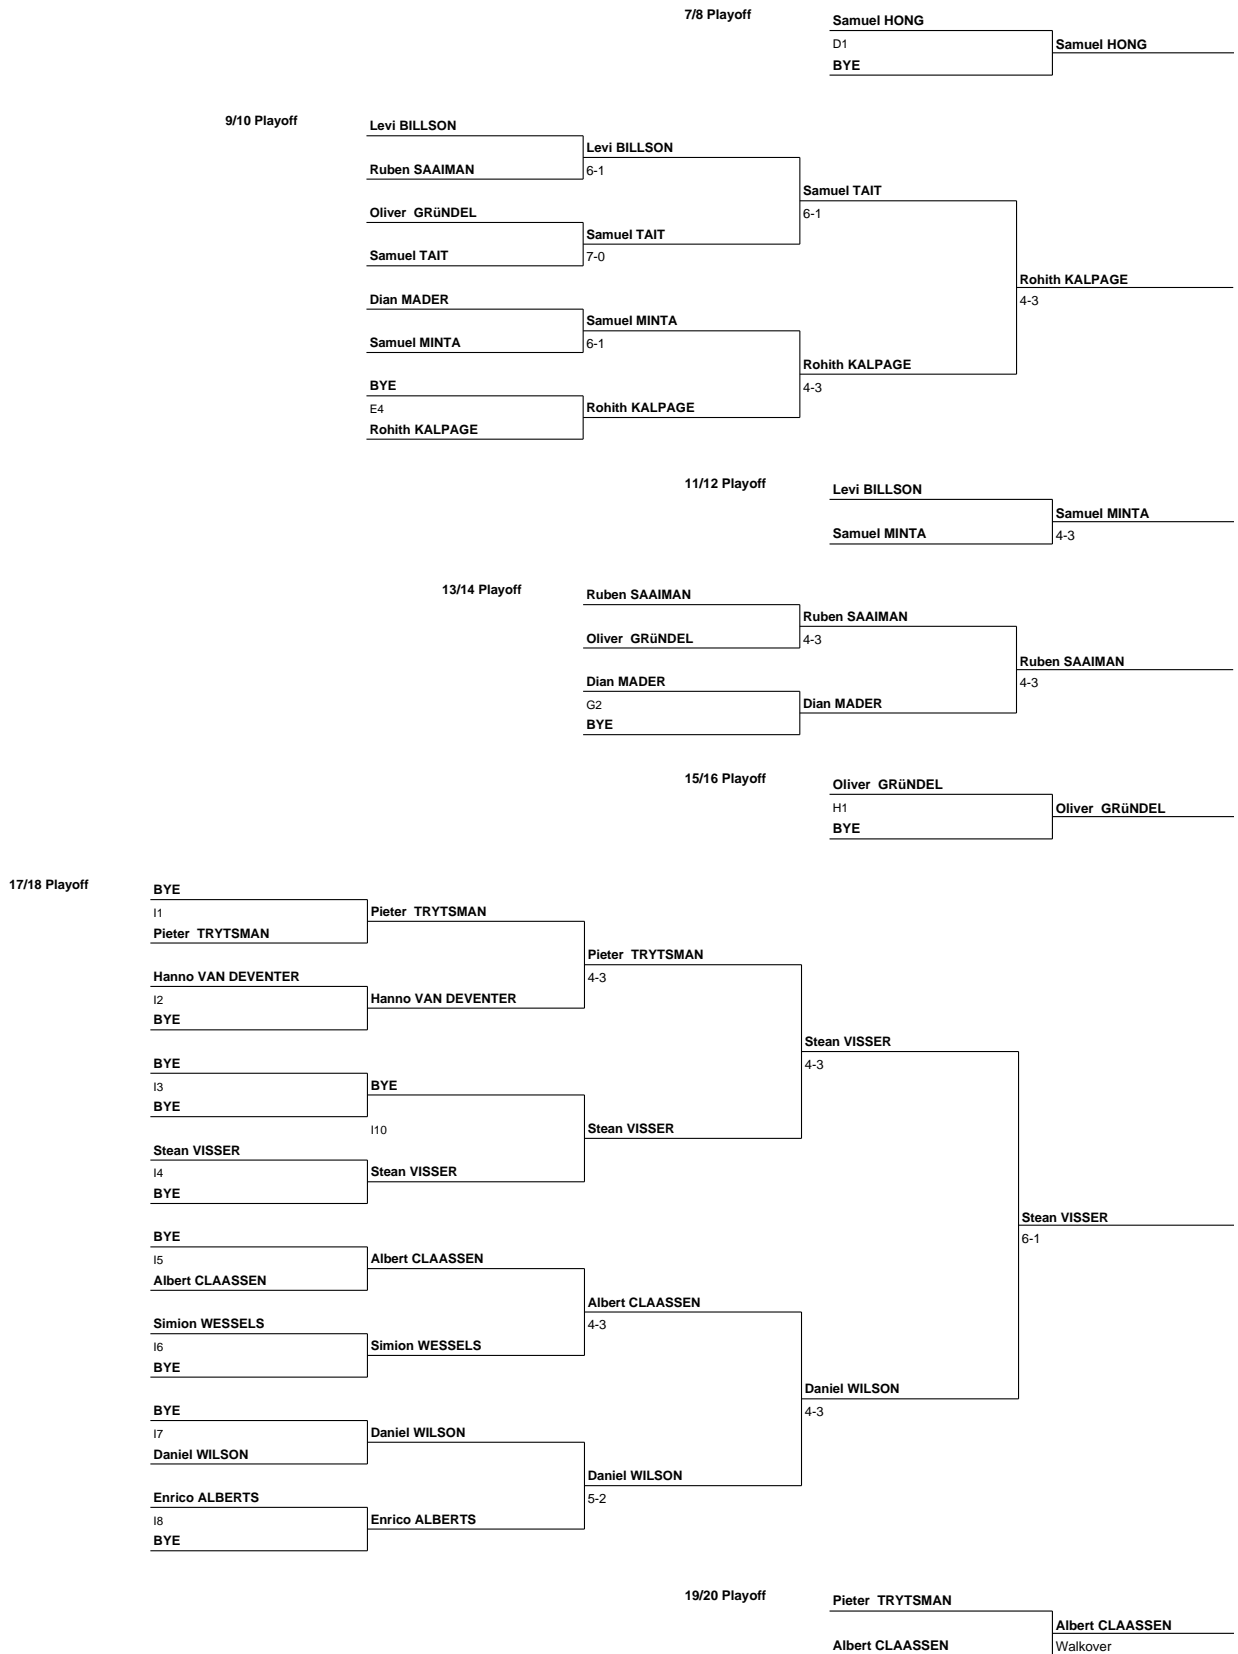 7/8 Playoff
Samuel HONG
D1
Samuel HONG
BYE
9/10 Playoff
Levi BILLSON
Levi BILLSON
Ruben SAAIMAN
6-1
Samuel TAIT
Oliver GRüNDEL
6-1
Samuel TAIT
Samuel TAIT
7-0
Rohith KALPAGE
Dian MADER
4-3
Samuel MINTA
Samuel MINTA
6-1
Rohith KALPAGE
BYE
4-3
E4
Rohith KALPAGE
Rohith KALPAGE
11/12 Playoff
Levi BILLSON
Samuel MINTA
Samuel MINTA
4-3
13/14 Playoff
Ruben SAAIMAN
Ruben SAAIMAN
Oliver GRüNDEL
4-3
Ruben SAAIMAN
Dian MADER
4-3
G2
Dian MADER
BYE
15/16 Playoff
Oliver GRüNDEL
H1
Oliver GRüNDEL
BYE
17/18 Playoff
BYE
I1
Pieter TRYTSMAN
Pieter TRYTSMAN
Pieter TRYTSMAN
Hanno VAN DEVENTER
4-3
I2
Hanno VAN DEVENTER
BYE
Stean VISSER
BYE
4-3
I3
BYE
BYE
I10
Stean VISSER
Stean VISSER
I4
Stean VISSER
BYE
Stean VISSER
BYE
6-1
I5
Albert CLAASSEN
Albert CLAASSEN
Albert CLAASSEN
Simion WESSELS
4-3
I6
Simion WESSELS
BYE
Daniel WILSON
BYE
4-3
I7
Daniel WILSON
Daniel WILSON
Daniel WILSON
Enrico ALBERTS
5-2
I8
Enrico ALBERTS
BYE
19/20 Playoff
Pieter TRYTSMAN
Albert CLAASSEN
Albert CLAASSEN
Walkover